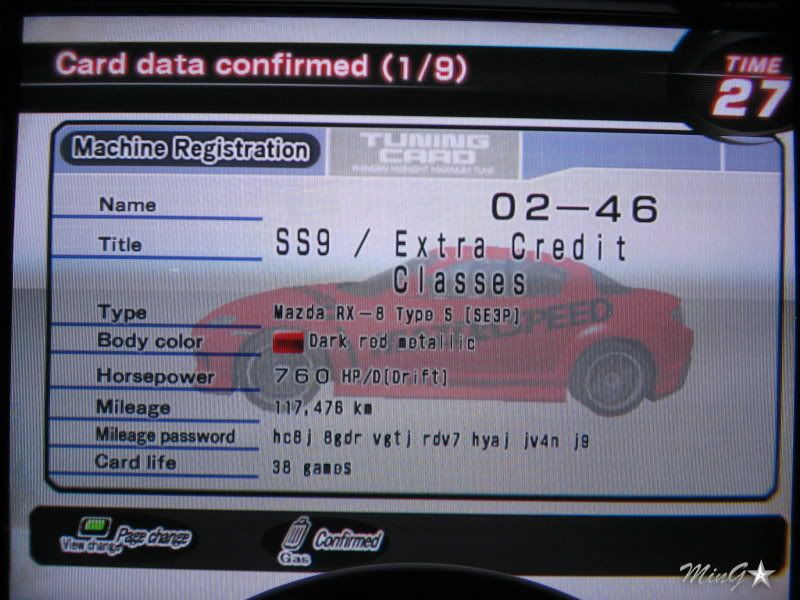 Card data confirmed (1/9)
TIME
27
Machine Registration
TUNING
CARD
Name 02-46
Title SS9 / Extra Credit
Classes
Type Mazda RX-8 Type S [SE3P]
Body color Dark red metallic
Horsepower 760 HP/D[Drift]
Mileage 117,476 km
Mileage password hc8j 8gdr vgtj rdv7 hyaj jv4n j9
Card life 38 games
View change Page change
Gas Confirmed
MinG